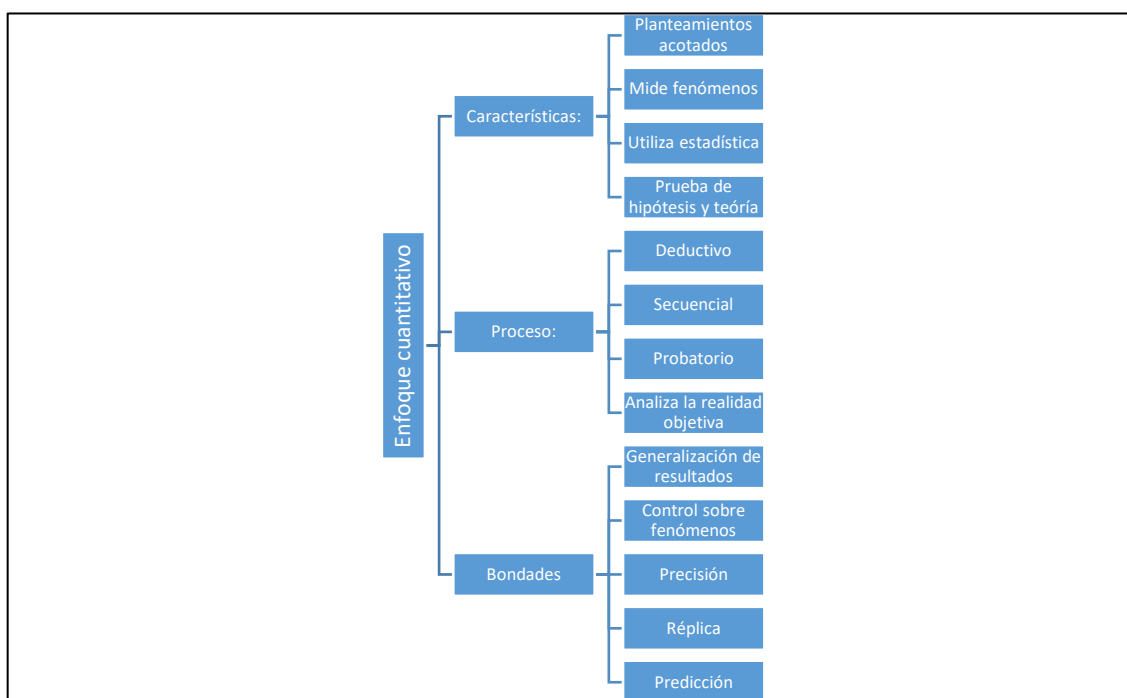 Enfoque cuantitativo
Características:
Planteamientos
acotados
Mide fenómenos
Utiliza estadística
Prueba de
hipótesis y teóría
Proceso:
Deductivo
Secuencial
Probatorio
Analiza la realidad
objetiva
Bondades
Generalización de
resultados
Control sobre
fenómenos
Precisión
Réplica
Predicción